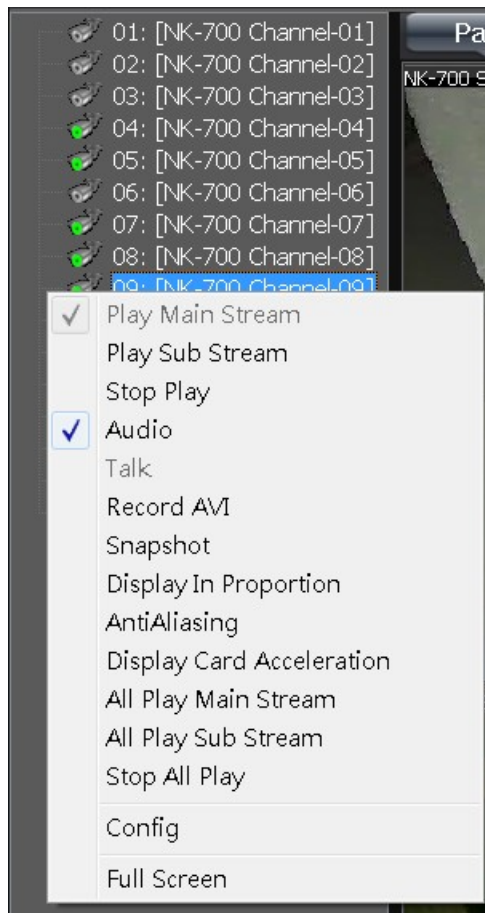 01: [NK-700 Channel-01]
02: [NK-700 Channel-02]
03: [NK-700 Channel-03]
04: [NK-700 Channel-04]
05: [NK-700 Channel-05]
06: [NK-700 Channel-06]
07: [NK-700 Channel-07]
08: [NK-700 Channel-08]
09: [NK-700 Channel-09]
Pa
NK-700 S
Play Main Stream
Play Sub Stream
Stop Play
Audio
Talk
Record AVI
Snapshot
Display In Proportion
AntiAliasing
Display Card Acceleration
All Play Main Stream
All Play Sub Stream
Stop All Play
Config
Full Screen